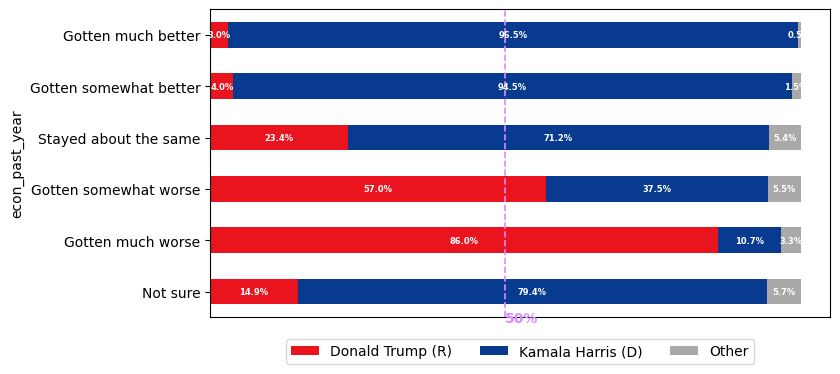 Gotten much better
3.0%
96.5%
0.5
Gotten somewhat better
4.0%
94.5%
1.5%
Stayed about the same
23.4%
71.2%
5.4%
econ_past_year
Gotten somewhat worse
57.0%
37.5%
5.5%
Gotten much worse
86.0%
10.7%
3.3%
Not sure
14.9%
79.4%
5.7%
50%
Donald Trump (R)
Kamala Harris (D)
Other